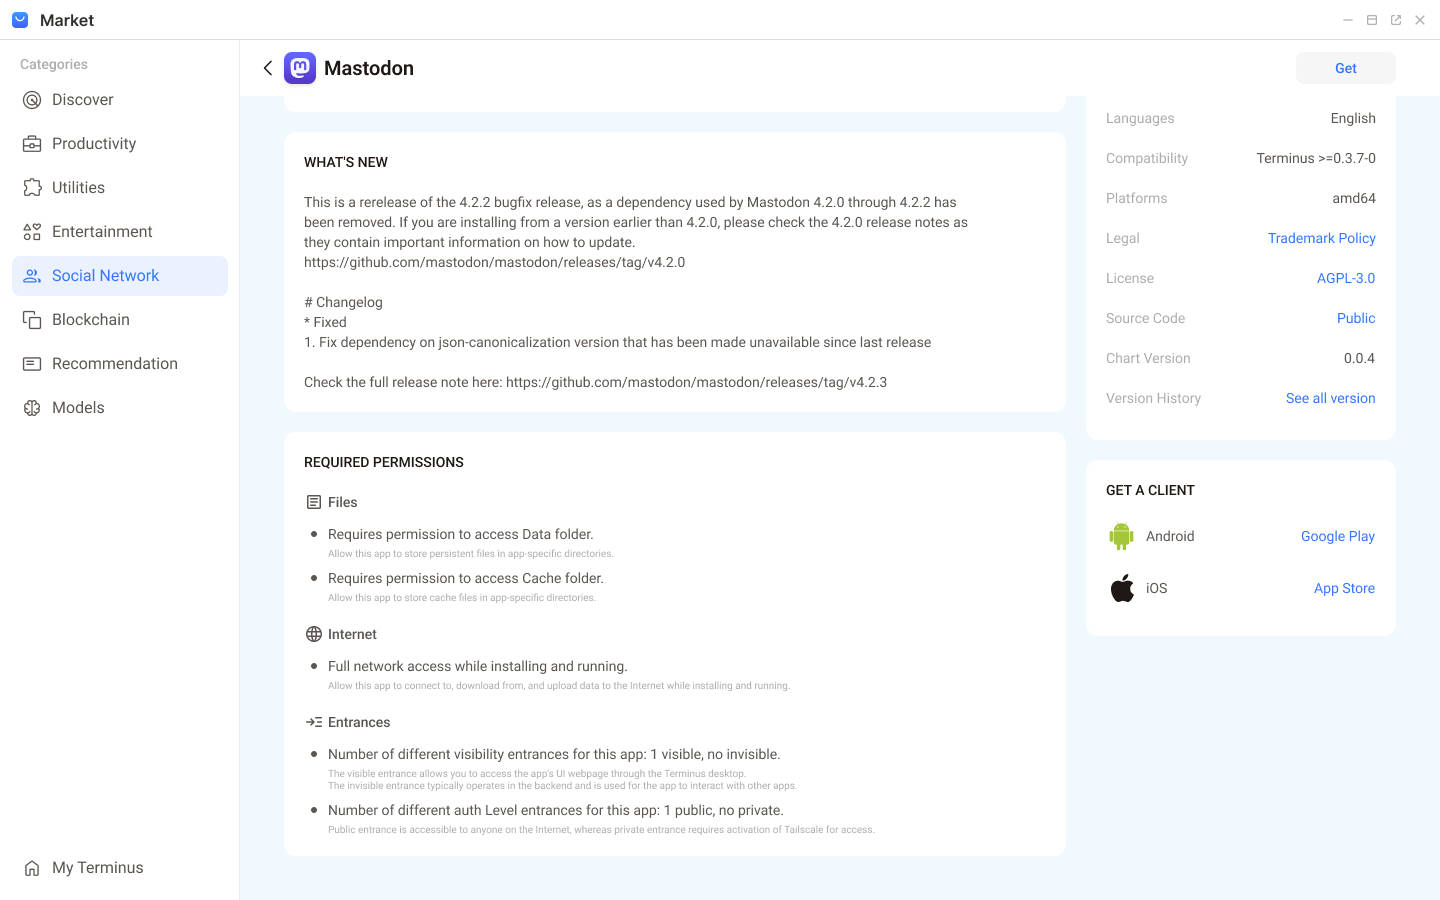 Market
Categories
Discover
Productivity
Utilities
Entertainment
Social Network
Blockchain
Recommendation
Models
My Terminus
Mastodon
Get
WHAT'S NEW
This is a rerelease of the 4.2.2 bugfix release, as a dependency used by Mastodon 4.2.0 through 4.2.2 has
been removed. If you are installing from a version earlier than 4.2.0, please check the 4.2.0 release notes as
they contain important information on how to update.
https://github.com/mastodon/mastodon/releases/tag/v4.2.0
# Changelog
* Fixed
1. Fix dependency on json-canonicalization version that has been made unavailable since last release
Check the full release note here: https://github.com/mastodon/mastodon/releases/tag/v4.2.3
REQUIRED PERMISSIONS
Files
Requires permission to access Data folder.
Allow this app to store persistent files in app-specific directories.
Requires permission to access Cache folder.
Allow this app to store cache files in app-specific directories.
Internet
Full network access while installing and running.
Allow this app to connect to, download from, and upload data to the Internet while installing and running.
Entrances
Number of different visibility entrances for this app: 1 visible, no invisible.
The visible entrance allows you to access the app's UI webpage through the Terminus desktop.
The invisible entrance typically operates in the backend and is used for the app to interact with other apps.
Number of different auth Level entrances for this app: 1 public, no private.
Public entrance is accessible to anyone on the Internet, whereas private entrance requires activation of Tailscale for access.
Languages English
Compatibility Terminus >=0.3.7-0
Platforms amd64
Legal Trademark Policy
License AGPL-3.0
Source Code Public
Chart Version 0.0.4
Version History See all version
GET A CLIENT
Android Google Play
iOS App Store